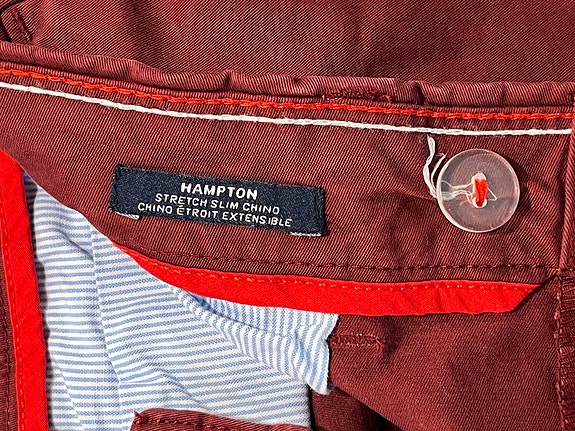 HAMPTON
STRETCH SLIM CHINO
CHINO ÉTROIT EXTENSIBLE